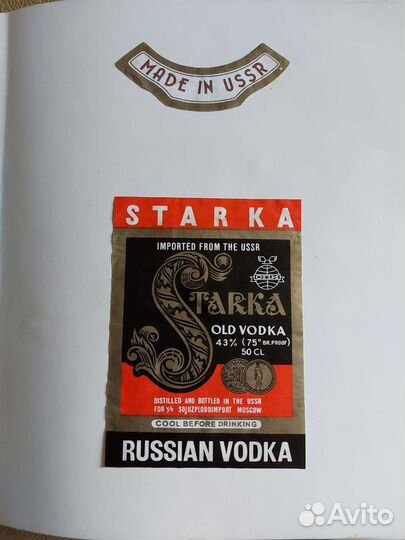 MADE IN USSR
STARKA
IMPORTED FROM THE USSR
STARKA
OLD VODKA
43% (75° BR. PROOF)
50 CL
DISTILLED AND BOTTLED IN THE USSR
FOR V/O SOJUZPLODOIMPORT MOSCOW
COOL BEFORE DRINKING
RUSSIAN VODKA
Avito